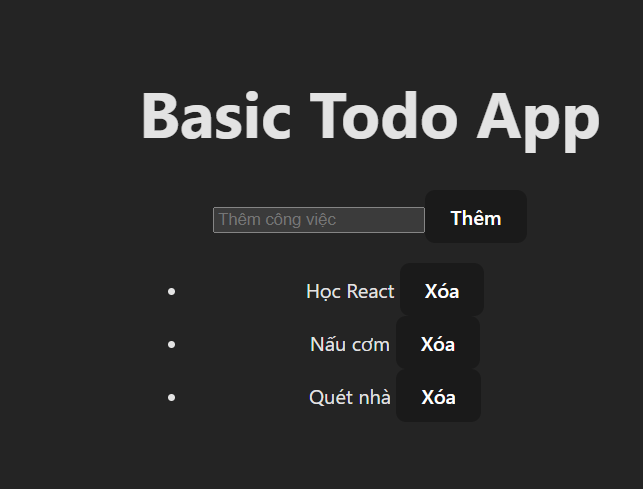 Basic Todo App
Thêm công việc Thêm
Học React Xóa
Nấu cơm Xóa
Quét nhà Xóa